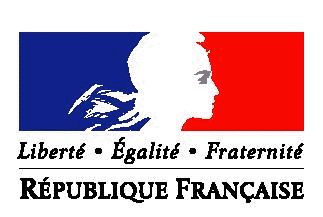 Liberté • Égalité • Fraternité
RÉPUBLIQUE FRANÇAISE